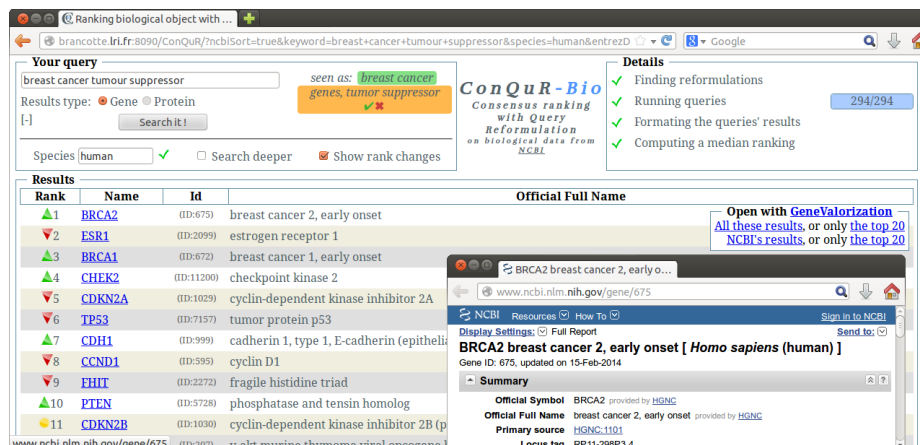 Ranking biological object with ...
brancotte.lri.fr:8090/ConQuR/?ncbiSort=true&keyword=breast+cancer+tumour+suppressor&species=human&entrezD
Google
Your query
breast cancer tumour suppressor
Results type: Gene Protein
[-] Search it !
seen as: breast cancer
genes, tumor suppressor
Species human Search deeper Show rank changes
ConQuR-Bio
Consensus ranking
with Query
Reformulation
on biological data from
NCBI
Details
Finding reformulations
Running queries 294/294
Formating the queries' results
Computing a median ranking
Results
Rank Name Id Official Full Name
1 BRCA2 (ID:675) breast cancer 2, early onset
2 ESR1 (ID:2099) estrogen receptor 1
3 BRCA1 (ID:672) breast cancer 1, early onset
4 CHEK2 (ID:11200) checkpoint kinase 2
5 CDKN2A (ID:1029) cyclin-dependent kinase inhibitor 2A
6 TP53 (ID:7157) tumor protein p53
7 CDH1 (ID:999) cadherin 1, type 1, E-cadherin (epitheli
8 CCND1 (ID:595) cyclin D1
9 FHIT (ID:2272) fragile histidine triad
10 PTEN (ID:5728) phosphatase and tensin homolog
11 CDKN2B (ID:1030) cyclin-dependent kinase inhibitor 2B (p
www.ncbi.nlm.nih.gov/gene/675
Open with GeneValorization
All these results, or only the top 20
NCBI's results, or only the top 20
BRCA2 breast cancer 2, early o...
www.ncbi.nlm.nih.gov/gene/675
NCBI Resources How To Sign in to NCBI
Display Settings: Full Report Send to:
BRCA2 breast cancer 2, early onset [ Homo sapiens (human) ]
Gene ID: 675, updated on 15-Feb-2014
Summary
Official Symbol BRCA2 provided by HGNC
Official Full Name breast cancer 2, early onset provided by HGNC
Primary source HGNC:1101
Locus tag RP11-298P3.4